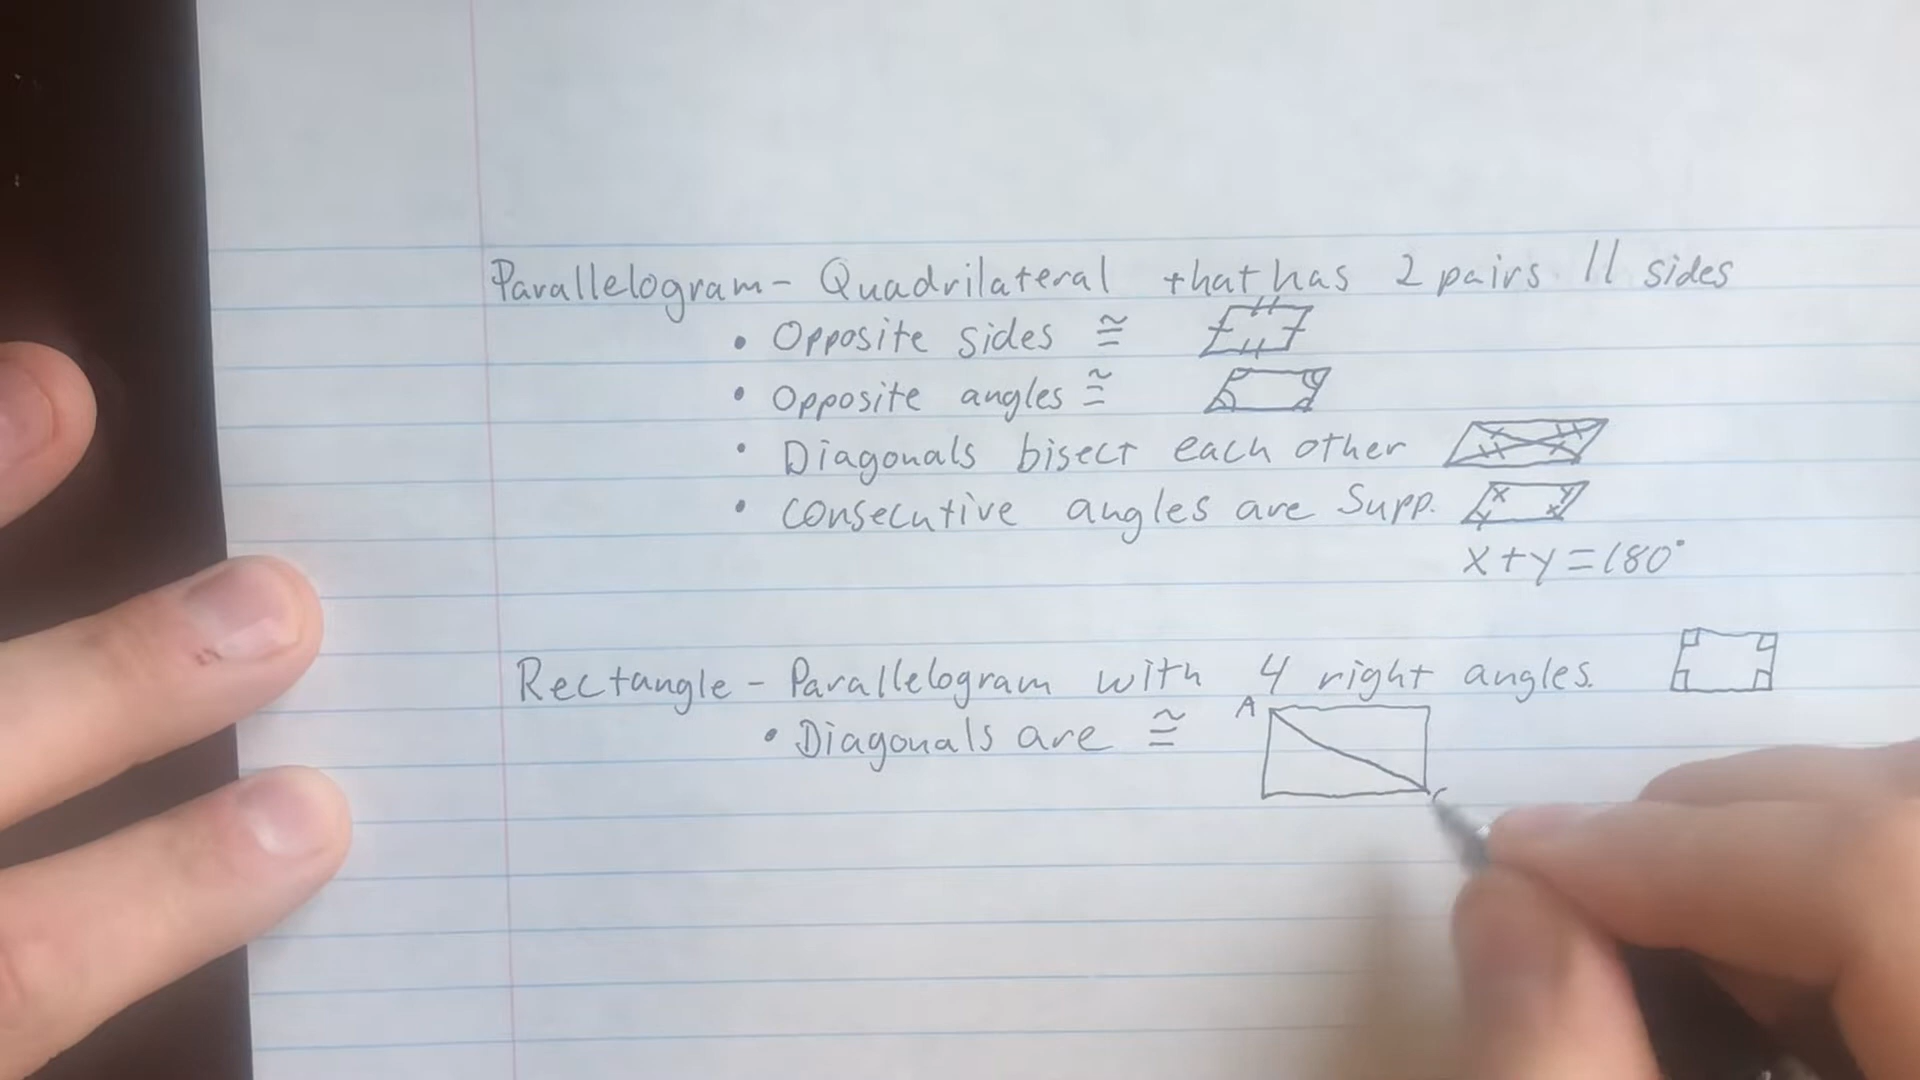 Parallelogram - Quadrilateral that has 2 pairs || sides
• Opposite sides ≅
• Opposite angles ≅
• Diagonals bisect each other
• Consecutive angles are Supp.
x y
y x
x + y = 180°
Rectangle - Parallelogram with 4 right angles.
• Diagonals are ≅ A
C